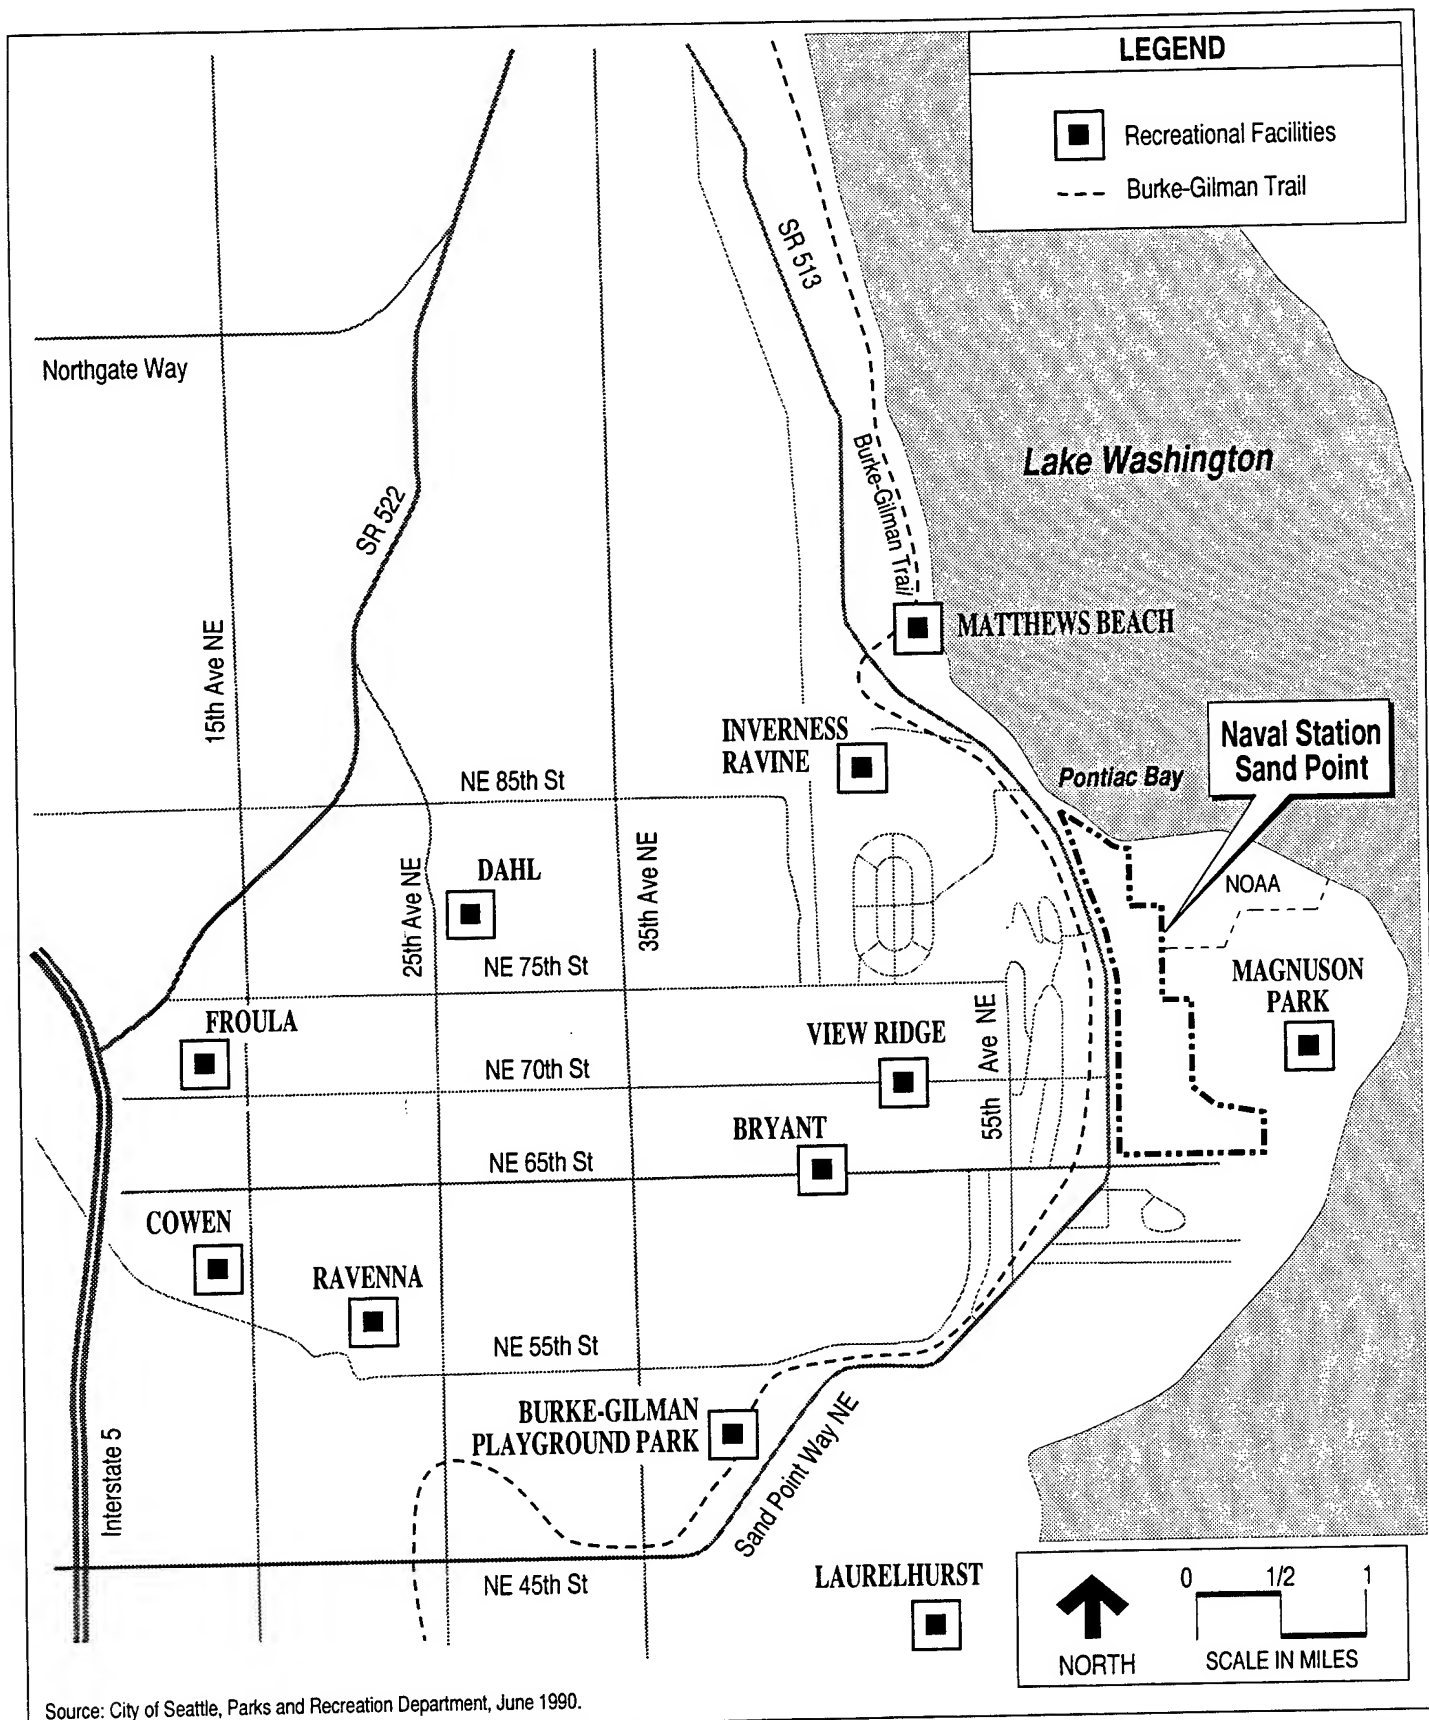 LEGEND
Recreational Facilities
Burke-Gilman Trail
SR 513
Northgate Way
Lake Washington
Burke-Gilman Trail
SR 522
MATTHEWS BEACH
15th Ave NE
INVERNESS
RAVINE
Naval Station
Sand Point
Pontiac Bay
NE 85th St
DAHL
25th Ave NE
35th Ave NE
NOAA
NE 75th St
MAGNUSON
PARK
FROULA
VIEW RIDGE
55th Ave NE
NE 70th St
BRYANT
NE 65th St
COWEN
RAVENNA
NE 55th St
BURKE-GILMAN
PLAYGROUND PARK
Sand Point Way NE
Interstate 5
NE 45th St
LAURELHURST
NORTH
0 1/2 1
SCALE IN MILES
Source: City of Seattle, Parks and Recreation Department, June 1990.